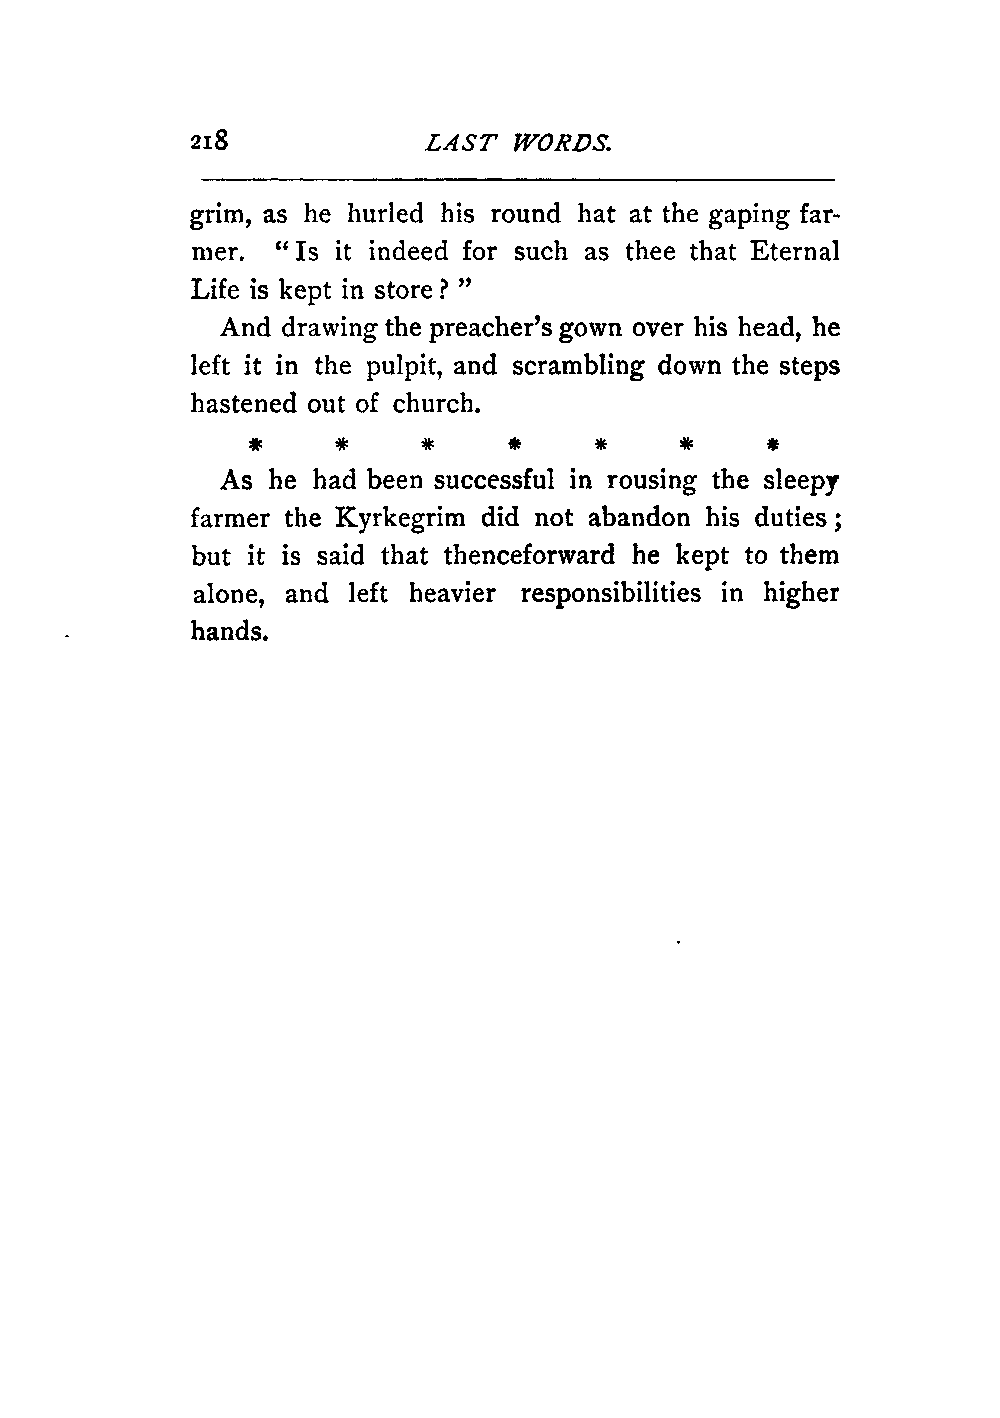 218 LAST WORDS.
grim, as he hurled his round hat at the gaping far-
mer. “Is it indeed for such as thee that Eternal
Life is kept in store?”
And drawing the preacher’s gown over his head, he
left it in the pulpit, and scrambling down the steps
hastened out of church.
* * * * * * *
As he had been successful in rousing the sleepy
farmer the Kyrkegrim did not abandon his duties;
but it is said that thenceforward he kept to them
alone, and left heavier responsibilities in higher
hands.